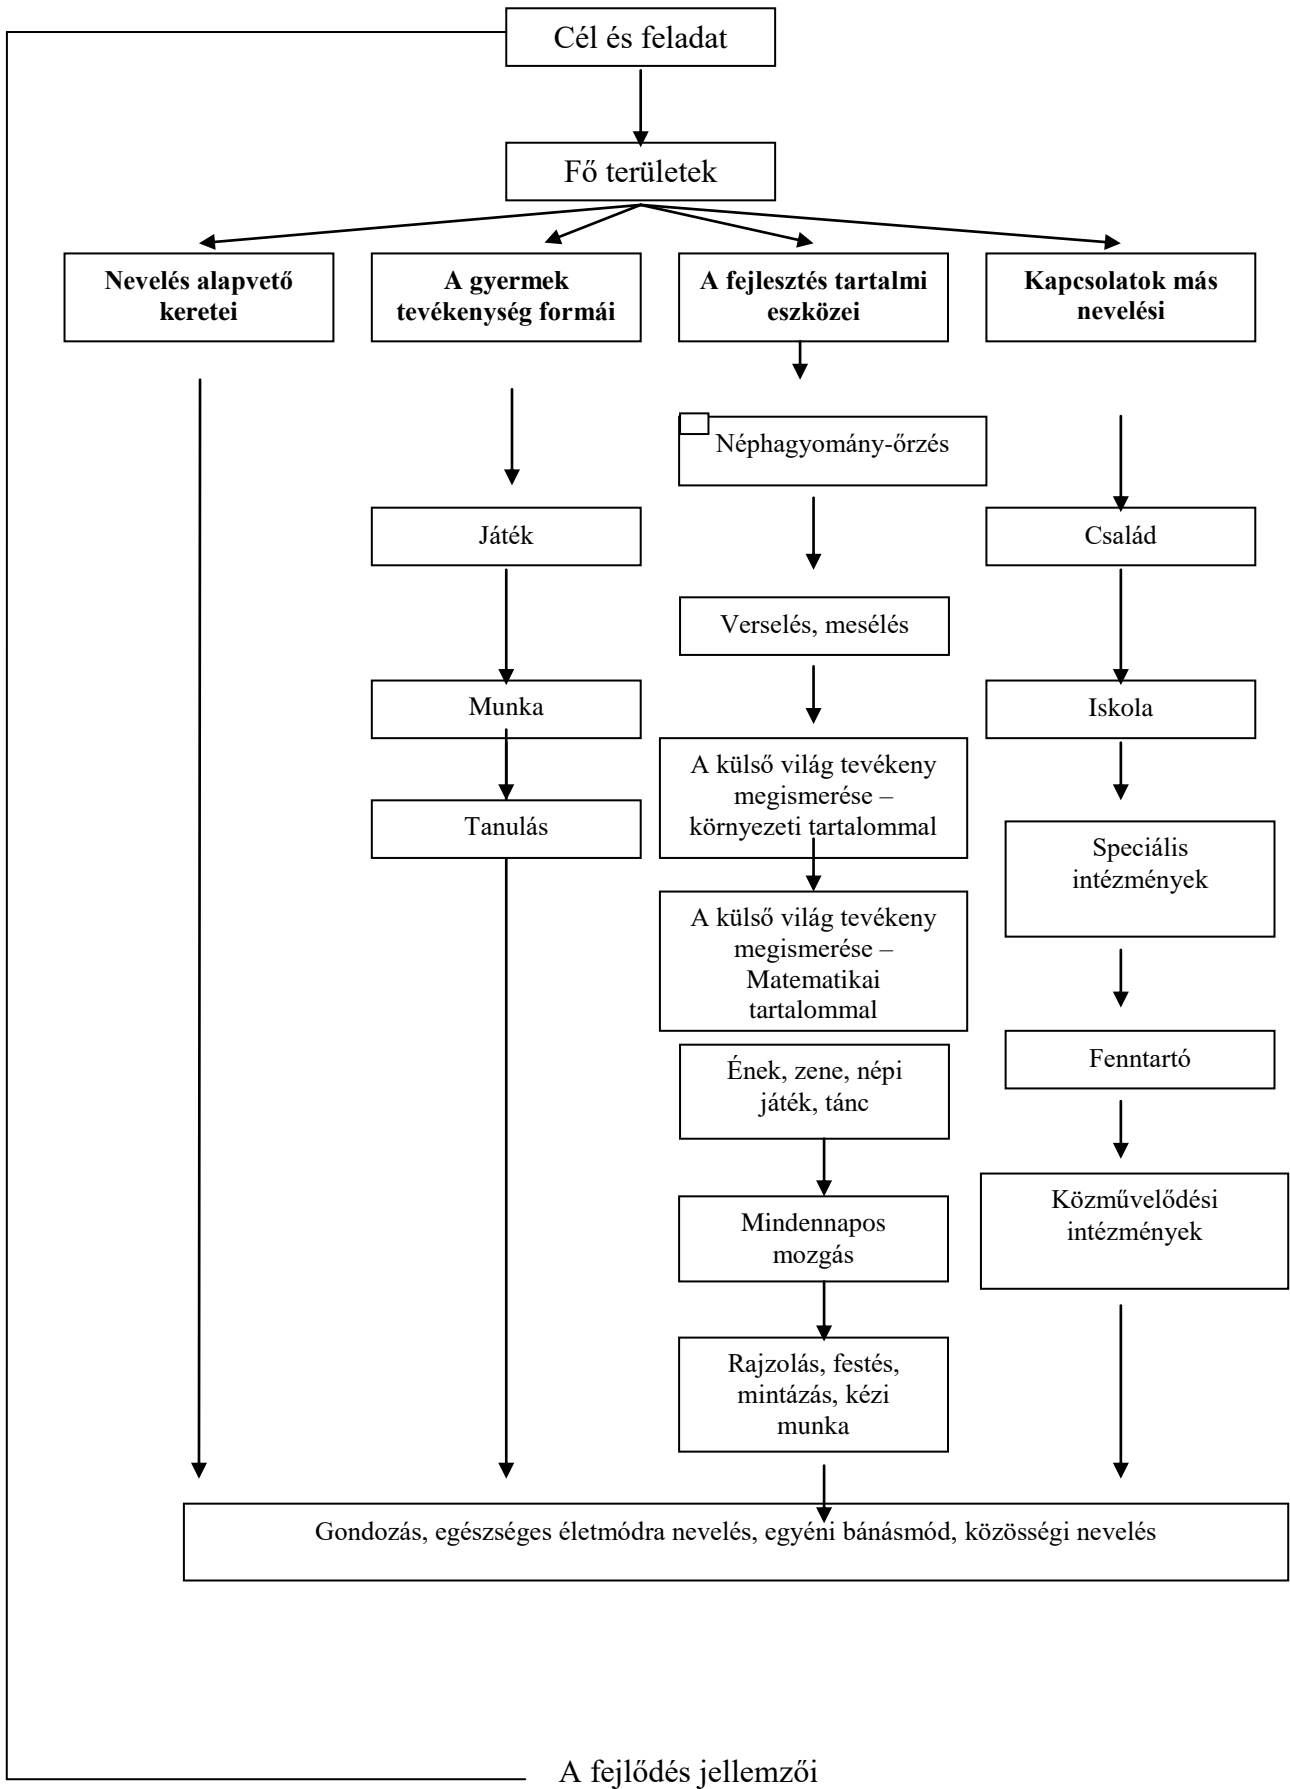 Cél és feladat
Fő területek
Nevelés alapvető
keretei
A gyermek
tevékenység formái
A fejlesztés tartalmi
eszközei
Kapcsolatok más
nevelési
Játék
Munka
Tanulás
Néphagyomány-őrzés
Verselés, mesélés
A külső világ tevékeny
megismerése –
környezeti tartalommal
A külső világ tevékeny
megismerése –
Matematikai
tartalommal
Ének, zene, népi
játék, tánc
Mindennapos
mozgás
Rajzolás, festés,
mintázás, kézi
munka
Család
Iskola
Speciális
intézmények
Fenntartó
Közművelődési
intézmények
Gondozás, egészséges életmódra nevelés, egyéni bánásmód, közösségi nevelés
A fejlődés jellemzői